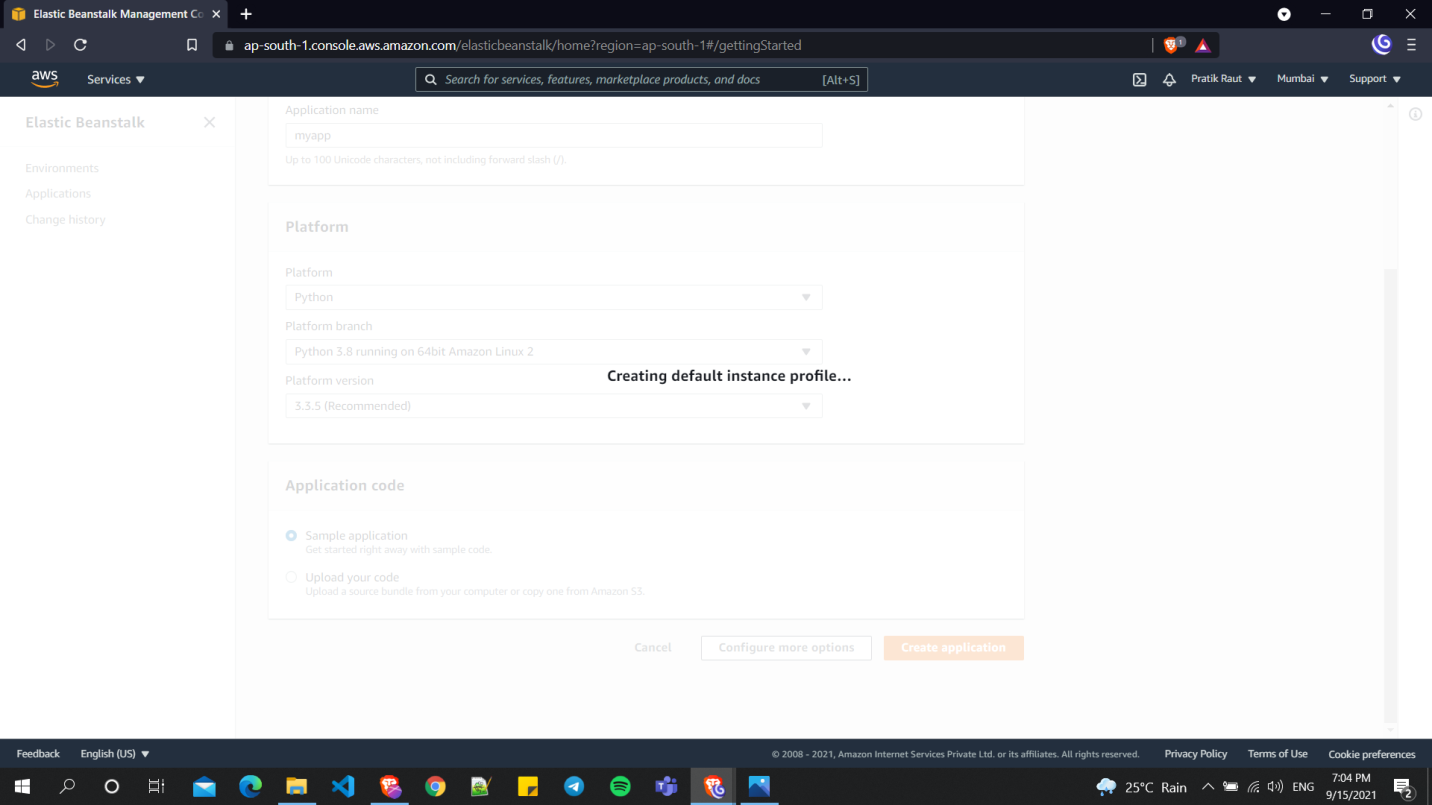 Elastic Beanstalk Management Co
ap-south-1.console.aws.amazon.com/elasticbeanstalk/home?region=ap-south-1#/gettingStarted
1
aws
Services
Search for services, features, marketplace products, and docs
[Alt+S]
Pratik Raut
Mumbai
Support
Elastic Beanstalk
Environments
Applications
Change history
Application name
myapp
Up to 100 Unicode characters, not including forward slash (/).
Platform
Platform
Python
Platform branch
Python 3.8 running on 64bit Amazon Linux 2
Creating default instance profile...
Platform version
3.3.5 (Recommended)
Application code
Sample application
Get started right away with sample code.
Upload your code
Upload a source bundle from your computer or copy one from Amazon S3.
Cancel
Configure more options
Create application
Feedback
English (US)
© 2008 - 2021, Amazon Internet Services Private Ltd. or its affiliates. All rights reserved.
Privacy Policy
Terms of Use
Cookie preferences
25°C Rain
ENG
7:04 PM
9/15/2021
2